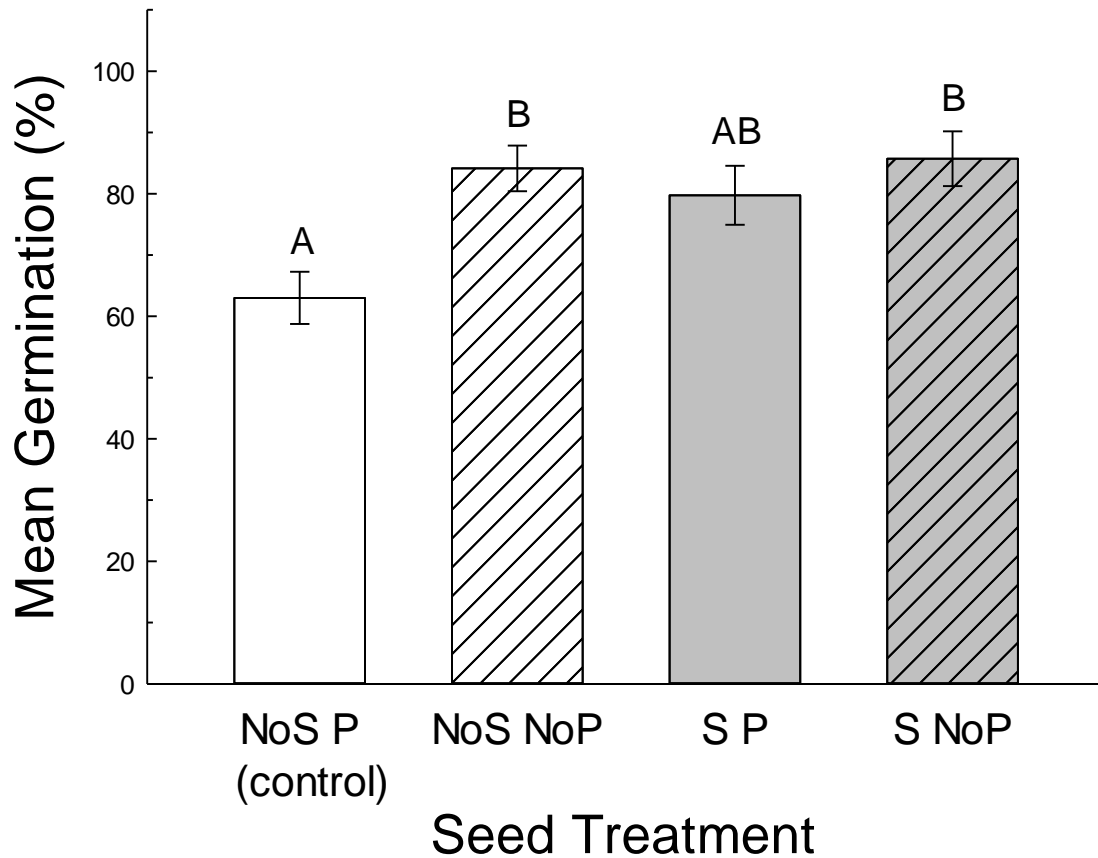 Mean Germination (%)
100
80
60
40
20
0
A
B
AB
B
NoS P
(control)
NoS NoP
S P
S NoP
Seed Treatment